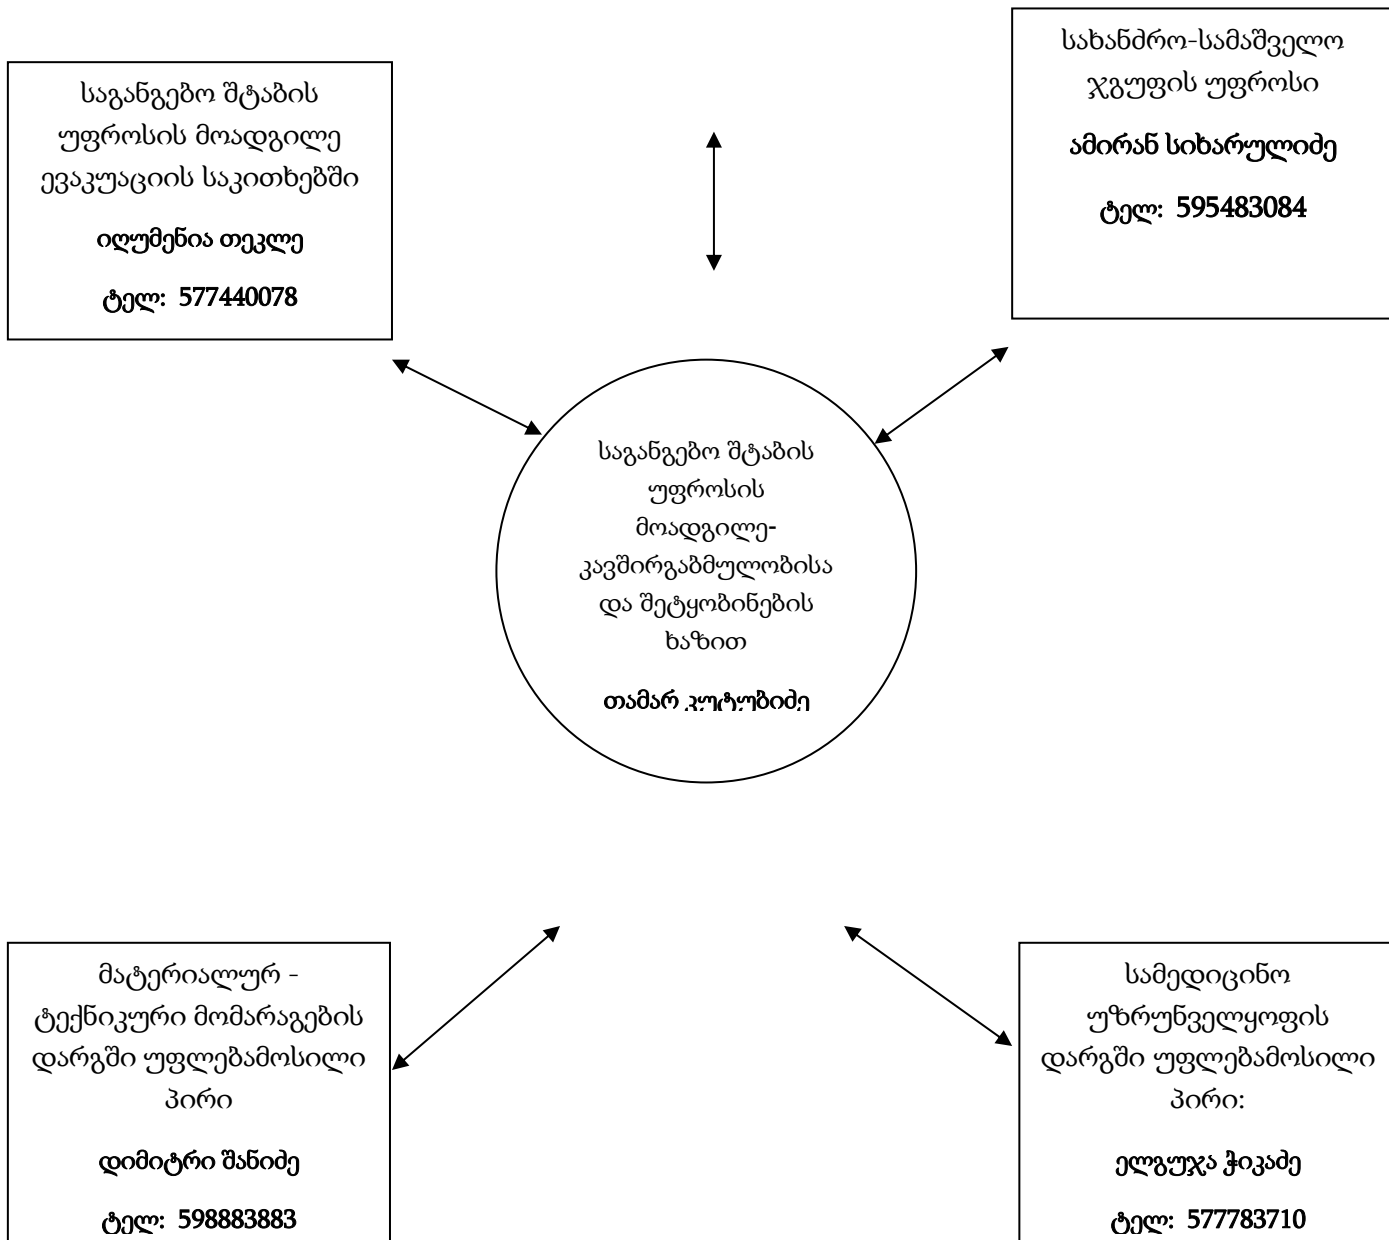 საგანგებო შტაბის
უფროსის მოადგილე
ევაკუაციის საკითხებში
იღუმენია თეკლე
ტელ: 577440078
სახანძრო-სამაშველო
ჯგუფის უფროსი
ამირან სიხარულიძე
ტელ: 595483084
საგანგებო შტაბის
უფროსის
მოადგილე-
კავშირგაბმულობისა
და შეტყობინების
ხაზით
თამარ კუტუბიძე
მატერიალურ -
ტექნიკური მომარაგების
დარგში უფლებამოსილი
პირი
დიმიტრი შანიძე
ტელ: 598883883
სამედიცინო
უზრუნველყოფის
დარგში უფლებამოსილი
პირი:
ელგუჯა ჭიკაძე
ტელ: 577783710